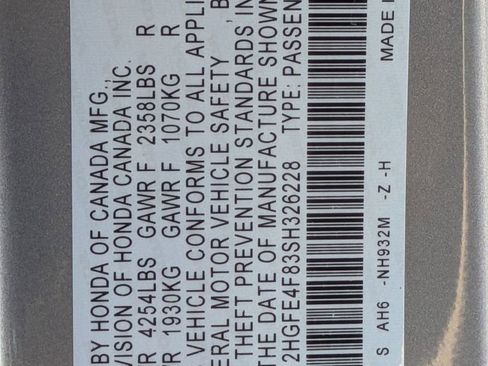 BY HONDA OF CANADA MFG.,
VISION OF HONDA CANADA INC.
VR 4254LBS GAWR F 2358LBS R
VR 1930KG GAWR F 1070KG R
VEHICLE CONFORMS TO ALL APPLI
ERAL MOTOR VEHICLE SAFETY, B
THEFT PREVENTION STANDARDS, IN
THE DATE OF MANUFACTURE SHOWN
2HGFE4F83SH326228 TYPE: PASSEN
S AH6 -NH932M -Z -H MADE I